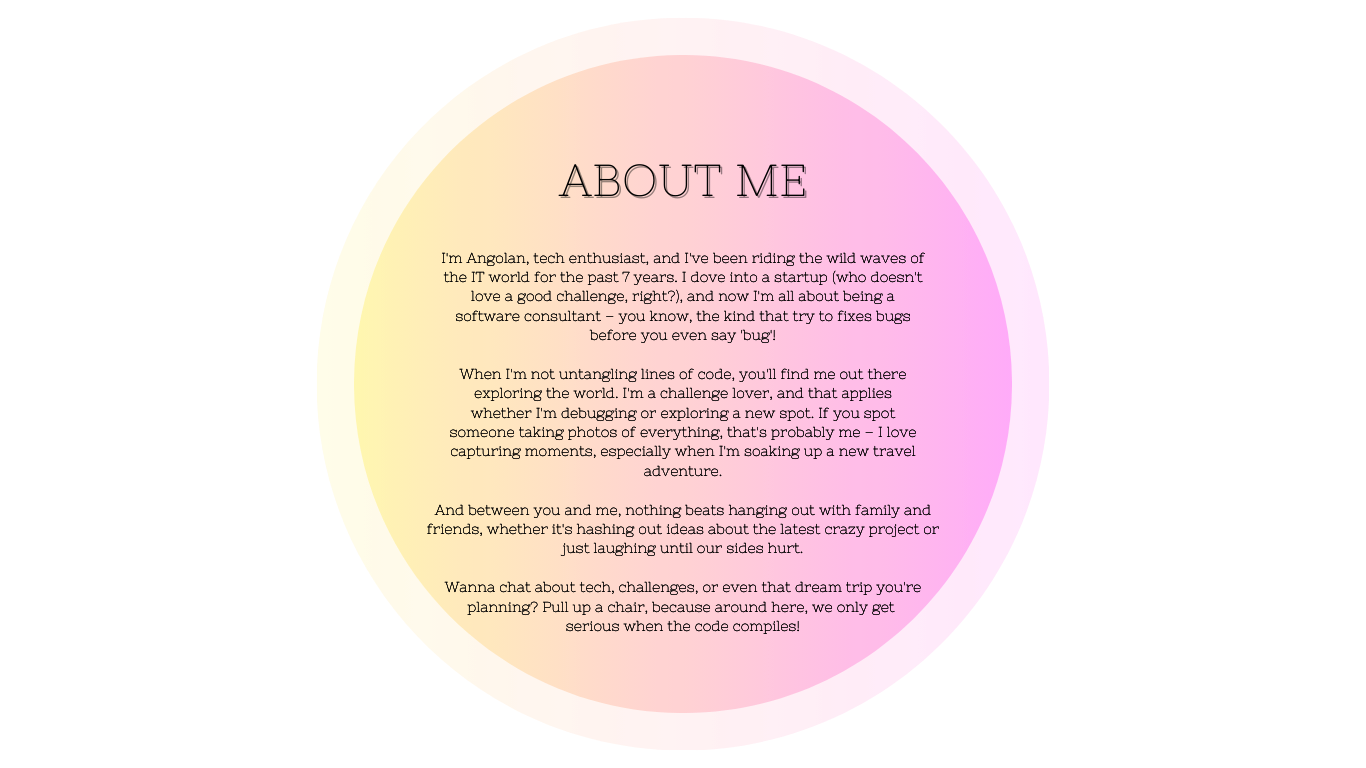 ABOUT ME
I'm Angolan, tech enthusiast, and I've been riding the wild waves of
the IT world for the past 7 years. I dove into a startup (who doesn't
love a good challenge, right?), and now I'm all about being a
software consultant – you know, the kind that try to fixes bugs
before you even say 'bug'!
When I'm not untangling lines of code, you'll find me out there
exploring the world. I'm a challenge lover, and that applies
whether I'm debugging or exploring a new spot. If you spot
someone taking photos of everything, that's probably me – I love
capturing moments, especially when I'm soaking up a new travel
adventure.
And between you and me, nothing beats hanging out with family and
friends, whether it's hashing out ideas about the latest crazy project or
just laughing until our sides hurt.
Wanna chat about tech, challenges, or even that dream trip you're
planning? Pull up a chair, because around here, we only get
serious when the code compiles!